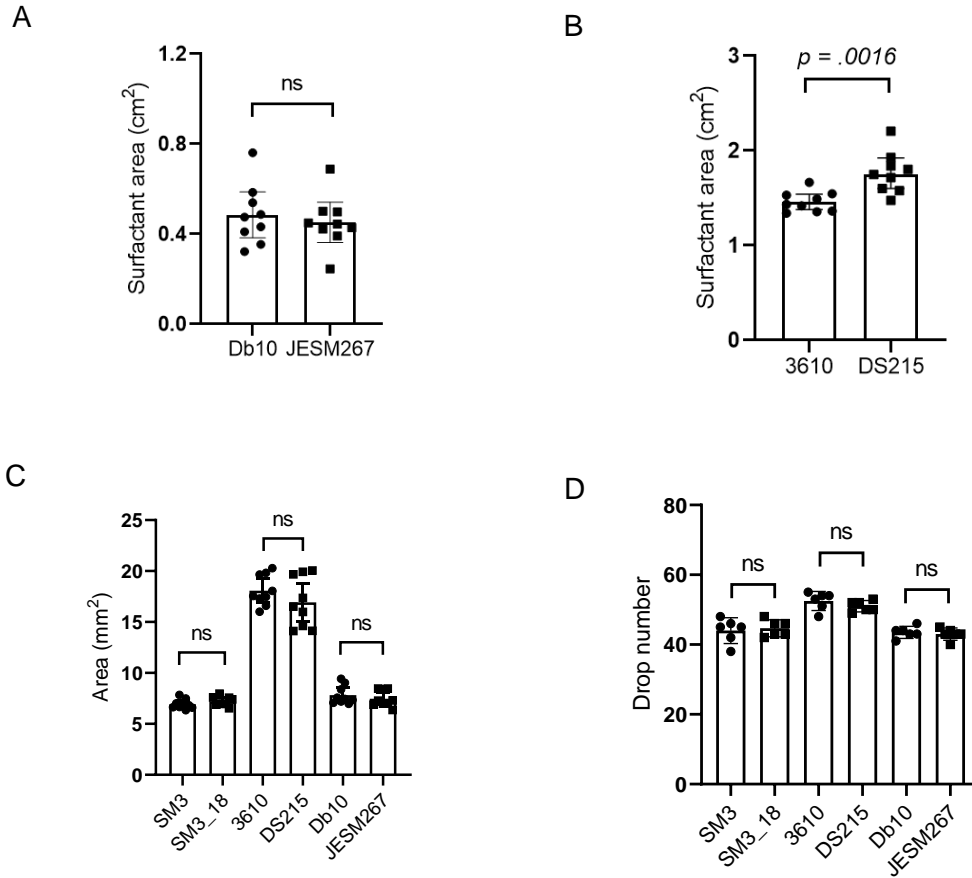 A
Surfactant area (cm²)
1.2
0.8
0.4
0.0
ns
Db10 JESM267
B
Surfactant area (cm²)
3
2
1
0
p = .0016
3610 DS215
C
Area (mm²)
25
20
15
10
5
0
ns
ns
ns
SM3
SM3_18
3610
DS215
Db10
JESM267
D
Drop number
80
60
40
20
0
ns
ns
ns
SM3
SM3_18
3610
DS215
Db10
JESM267